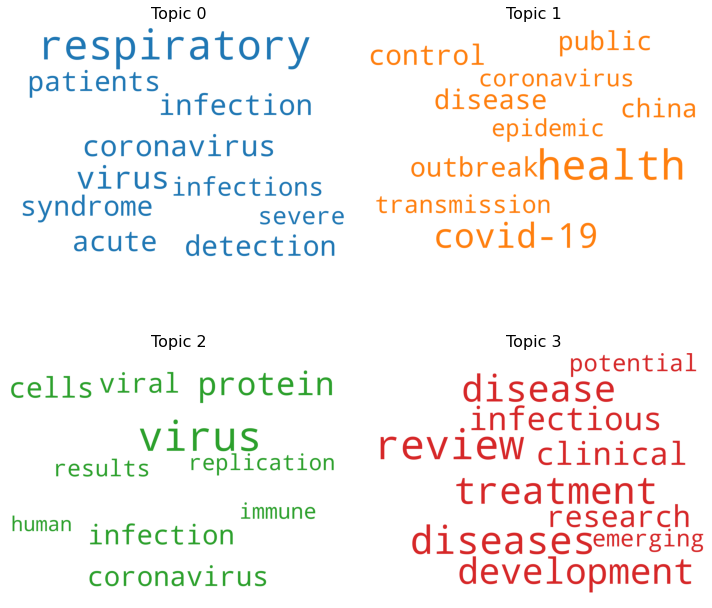 Topic 0
respiratory
patients
infection
coronavirus
virus
infections
syndrome
severe
acute
detection
Topic 1
public
control
coronavirus
disease
china
epidemic
outbreak
health
transmission
covid-19
Topic 2
cells
viral
protein
virus
results
replication
human
immune
infection
coronavirus
Topic 3
potential
disease
infectious
review
clinical
treatment
research
diseases
emerging
development